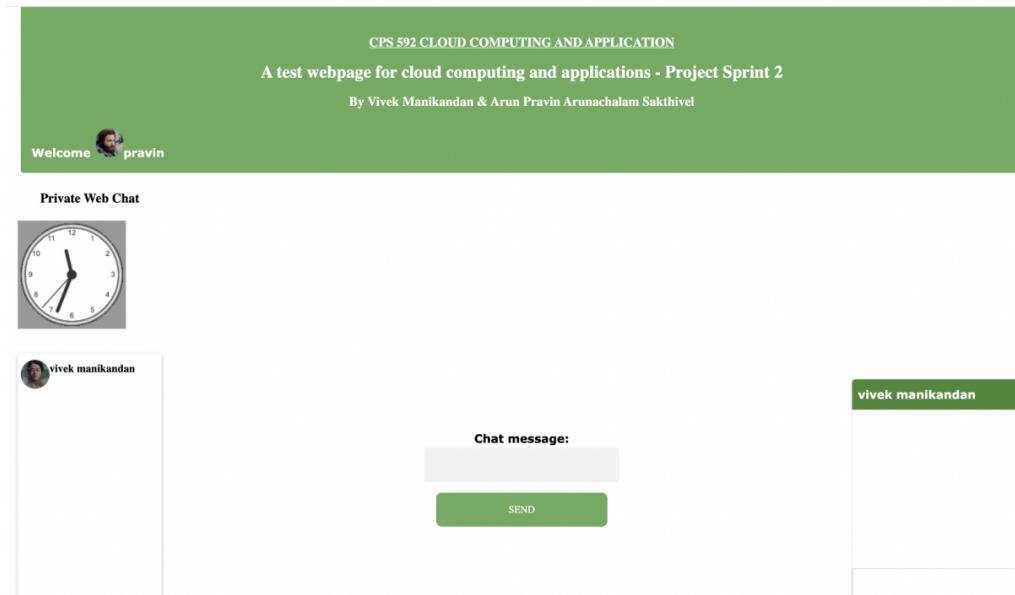 CPS 592 CLOUD COMPUTING AND APPLICATION
A test webpage for cloud computing and applications - Project Sprint 2
By Vivek Manikandan & Arun Pravin Arunachalam Sakthivel
Welcome pravin
Private Web Chat
12
11 1
10 2
9 3
8 4
7 5
6
vivek manikandan
vivek manikandan
Chat message:
SEND